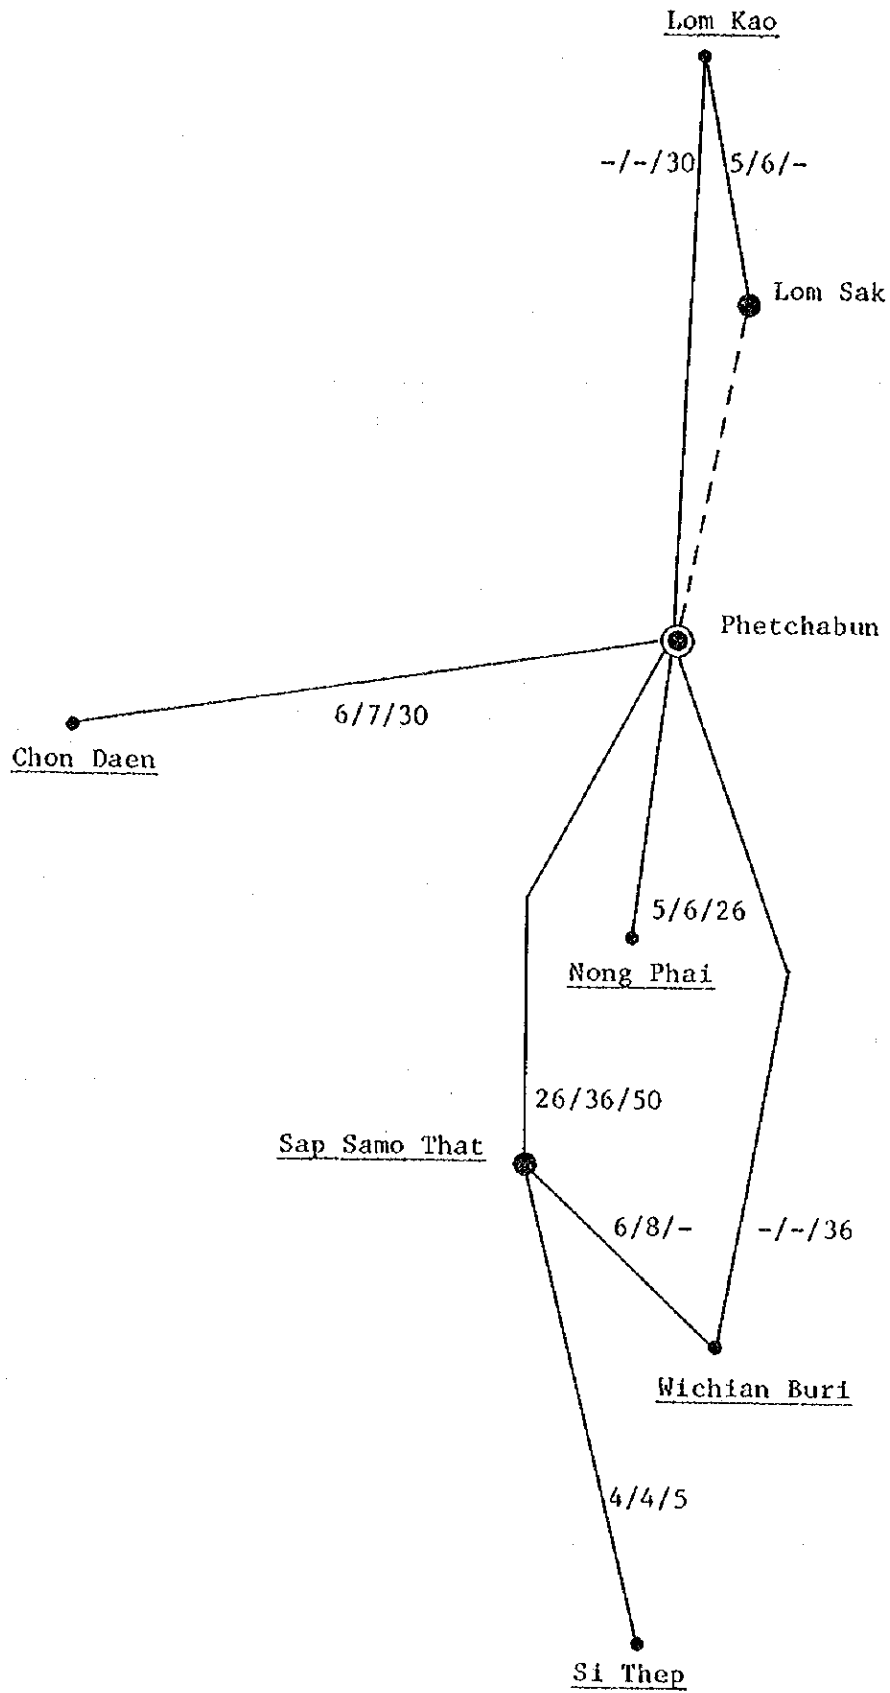 Lom Kao
-/-/30
5/6/-
Lom Sak
Phetchabun
6/7/30
Chon Daen
5/6/26
Nong Phai
26/36/50
Sap Samo That
6/8/-
-/-/36
Wichian Buri
4/4/5
Si Thep